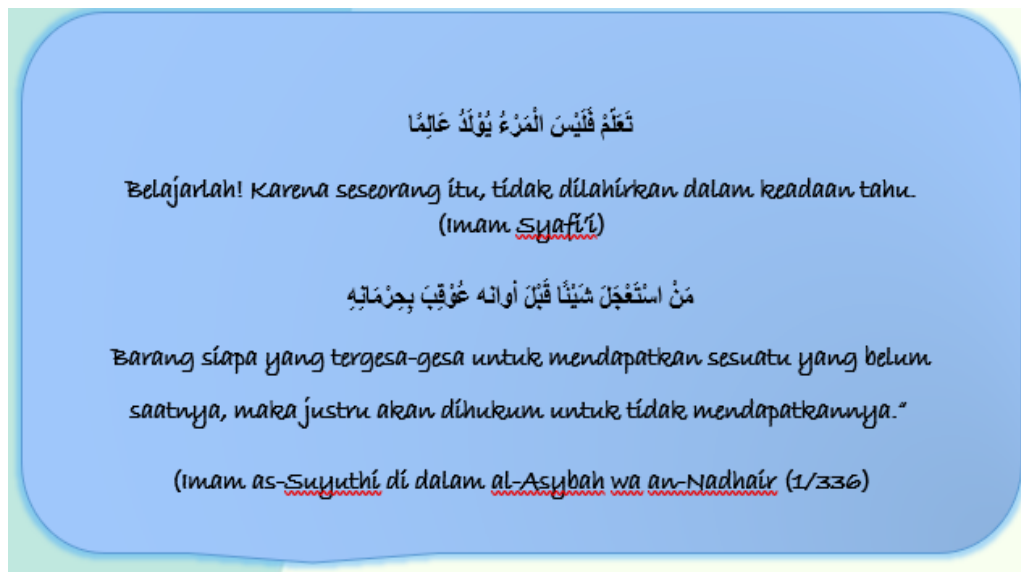 تَعَلَّمْ فَلَيْسَ الْمَرْءُ يُوْلَدُ عَالِمًا
Belajarlah! Karena seseorang itu, tidak dilahirkan dalam keadaan tahu.
(Imam Syafi'i)
مَنْ اسْتَعْجَلَ شَيْئًا قَبْلَ أوانه عُوْقِبَ بِحِرْمَانِهِ
Barang siapa yang tergesa-gesa untuk mendapatkan sesuatu yang belum
saatnya, maka justru akan dihukum untuk tidak mendapatkannya.“
(Imam as-Suyuthi di dalam al-Asybah wa an-Nadhair (1/336)